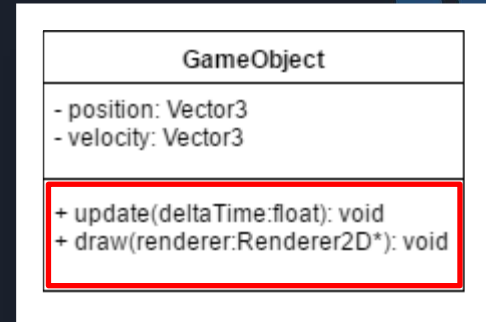 GameObject
- position: Vector3
- velocity: Vector3
+ update(deltaTime:float): void
+ draw(renderer:Renderer2D*): void